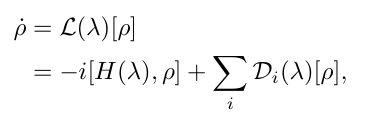 ρ̇ = ℒ(λ)[ρ]
= −i[H(λ), ρ] + ∑ᵢ 𝒟ᵢ(λ)[ρ],